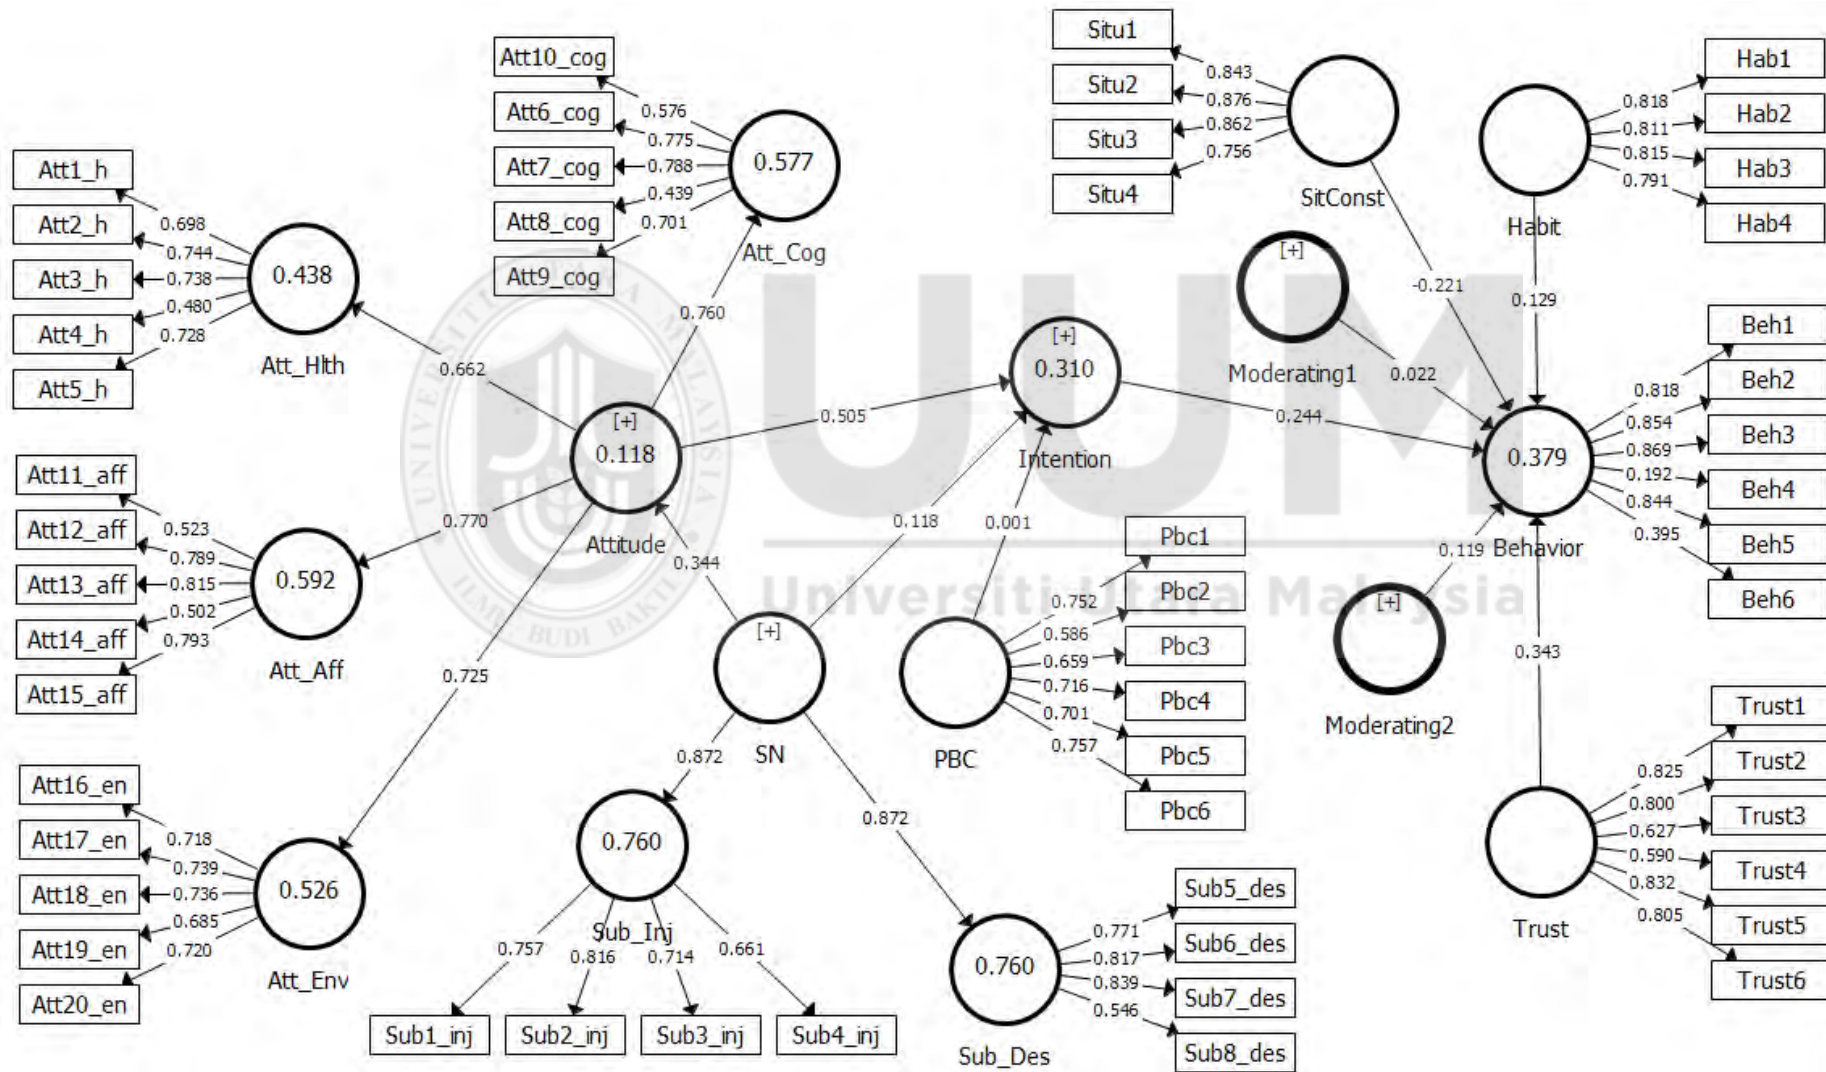 Att10_cog
Att6_cog
Att7_cog
Att8_cog
Att9_cog
0.576
0.775
0.788
0.439
0.701
0.577
Att_Cog
Situ1
Situ2
Situ3
Situ4
0.843
0.876
0.862
0.756
SitConst
Hab1
Hab2
Hab3
Hab4
0.818
0.811
0.815
0.791
Habit
Att1_h
Att2_h
Att3_h
Att4_h
Att5_h
0.698
0.744
0.738
0.480
0.728
0.438
Att_Hlth
0.662
0.760
[+]
Moderating1
-0.221
0.129
0.022
[+]
0.310
Intention
0.505
0.244
[+]
0.118
Attitude
Att11_aff
Att12_aff
Att13_aff
Att14_aff
Att15_aff
0.523
0.789
0.815
0.502
0.793
0.592
Att_Aff
0.770
0.725
0.344
0.118
0.001
Beh1
Beh2
Beh3
Beh4
Beh5
Beh6
0.818
0.854
0.869
0.192
0.844
0.395
0.379
Behavior
0.119
[+]
Moderating2
0.343
UNIVERSITI UTARA MALAYSIA
ILMU BUDI BAKTI
UUM
Universiti Utara Malaysia
[+]
SN
0.872
0.872
PBC
Pbc1
Pbc2
Pbc3
Pbc4
Pbc5
Pbc6
0.752
0.586
0.659
0.716
0.701
0.757
Trust1
Trust2
Trust3
Trust4
Trust5
Trust6
0.825
0.800
0.627
0.590
0.832
0.805
Trust
Att16_en
Att17_en
Att18_en
Att19_en
Att20_en
0.718
0.739
0.736
0.685
0.720
0.526
Att_Env
0.760
Sub_Inj
0.757
0.816
0.714
0.661
Sub1_inj
Sub2_inj
Sub3_inj
Sub4_inj
0.760
Sub_Des
0.771
0.817
0.839
0.546
Sub5_des
Sub6_des
Sub7_des
Sub8_des